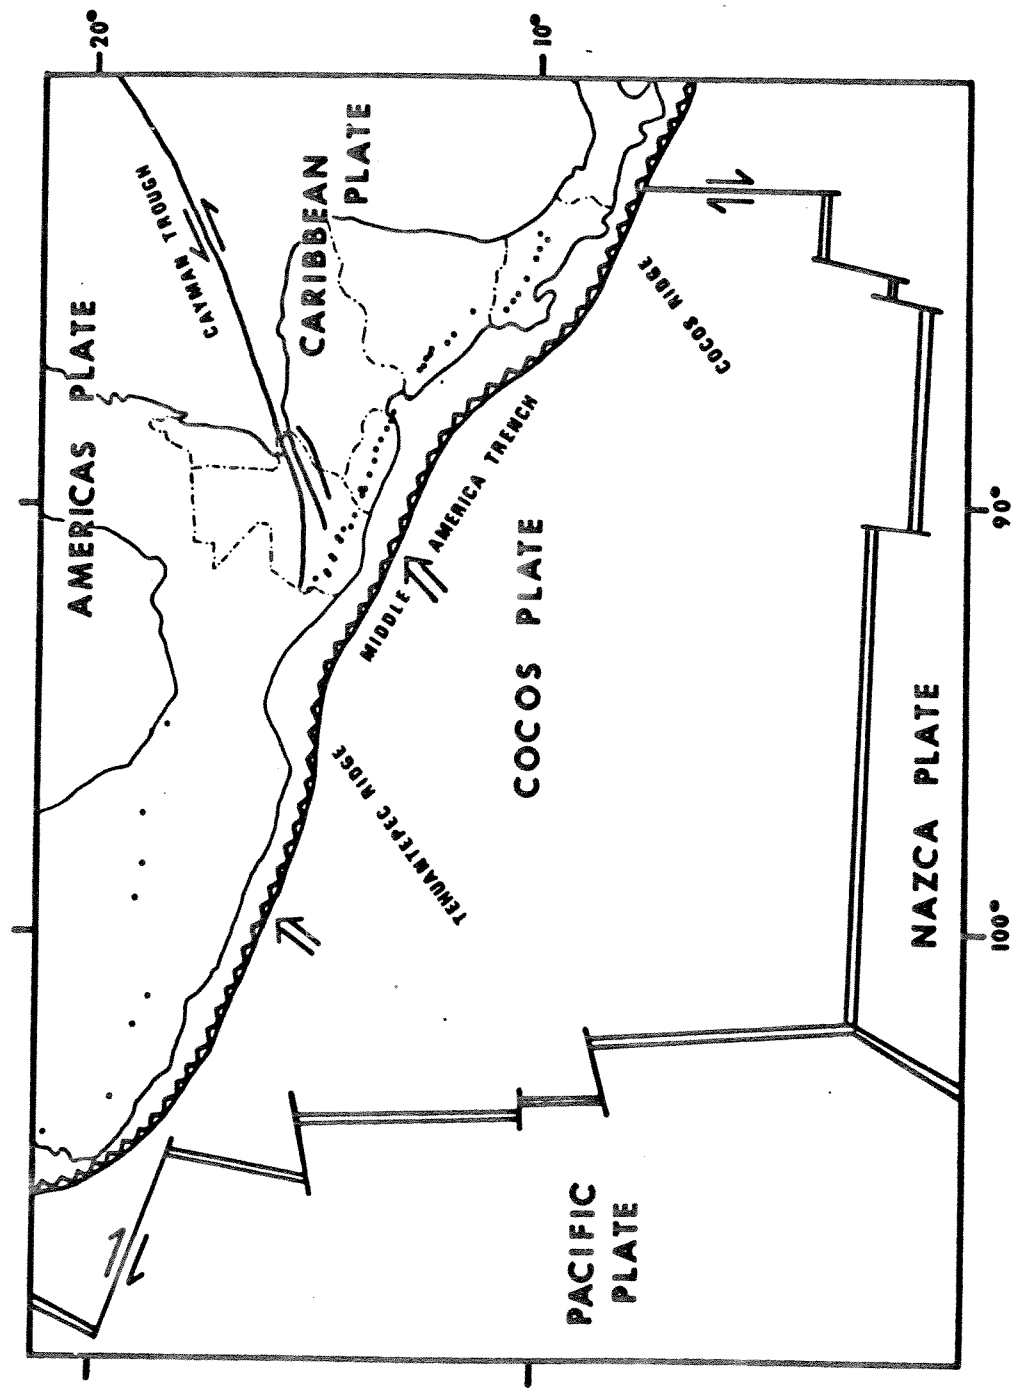 AMERICAS PLATE
CAYMAN TROUGH
CARIBBEAN
PLATE
20°
10°
TEHUANTEPEC RIDGE
MIDDLE AMERICA TRENCH
COCOS RIDGE
COCOS PLATE
PACIFIC
PLATE
NAZCA PLATE
100°
90°